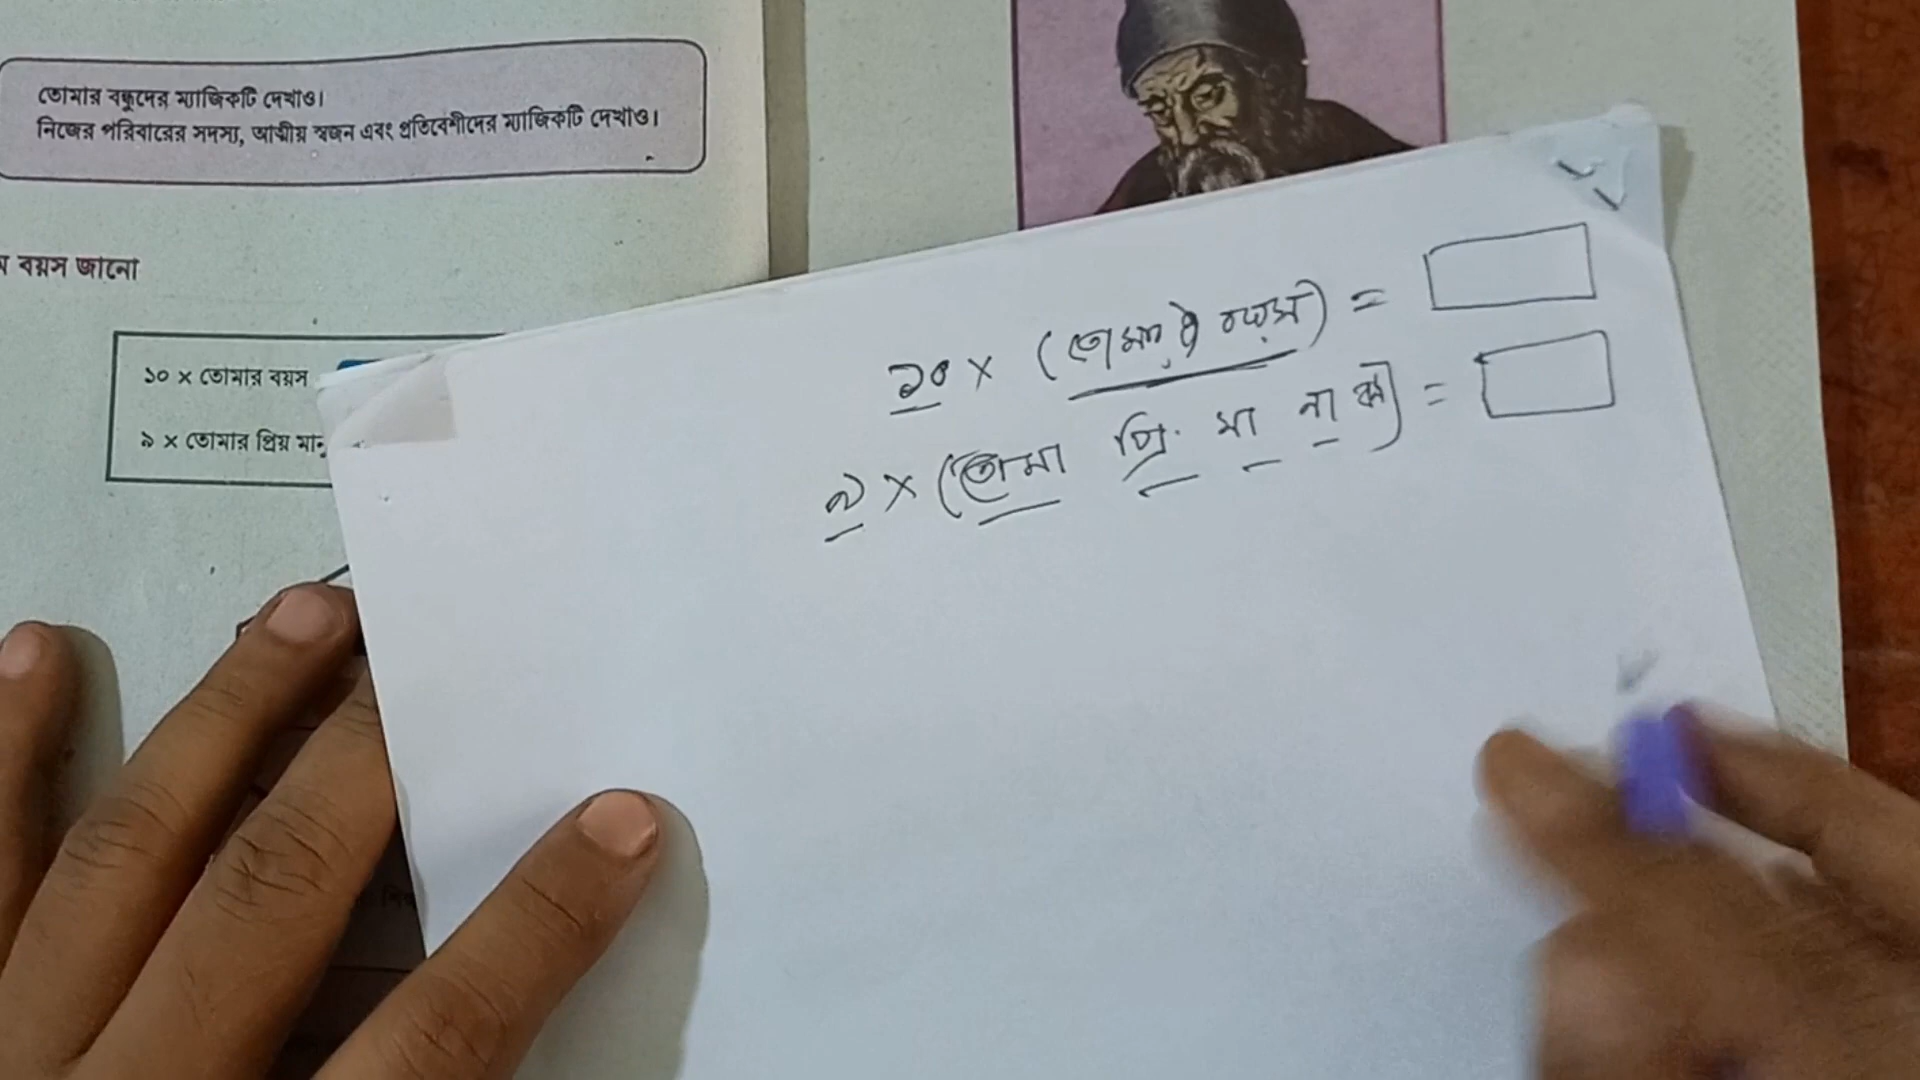 তোমার বন্ধুদের ম্যাজিকটি দেখাও।
নিজের পরিবারের সদস্য, আত্মীয় স্বজন এবং প্রতিবেশীদের ম্যাজিকটি দেখাও।
বয়স জানো
১০ × তোমার বয়স
৯ × তোমার প্রিয়
১০ × (তোমার বয়স) =
৯ × (তোমা প্রি. মা না) =